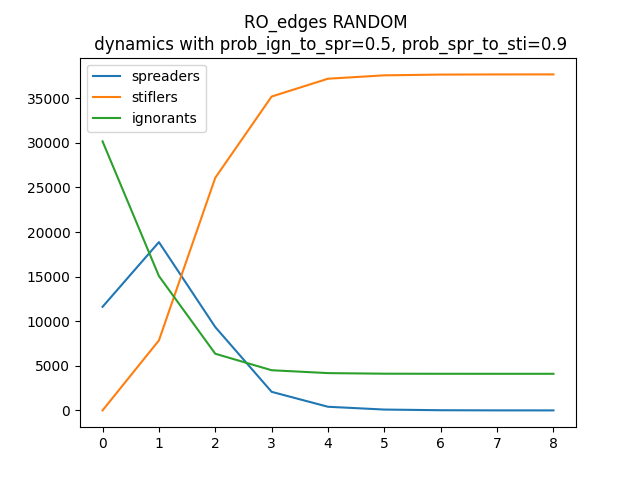 RO_edges RANDOM
dynamics with prob_ign_to_spr=0.5, prob_spr_to_sti=0.9
spreaders
stiflers
ignorants
35000
30000
25000
20000
15000
10000
5000
0
0 1 2 3 4 5 6 7 8